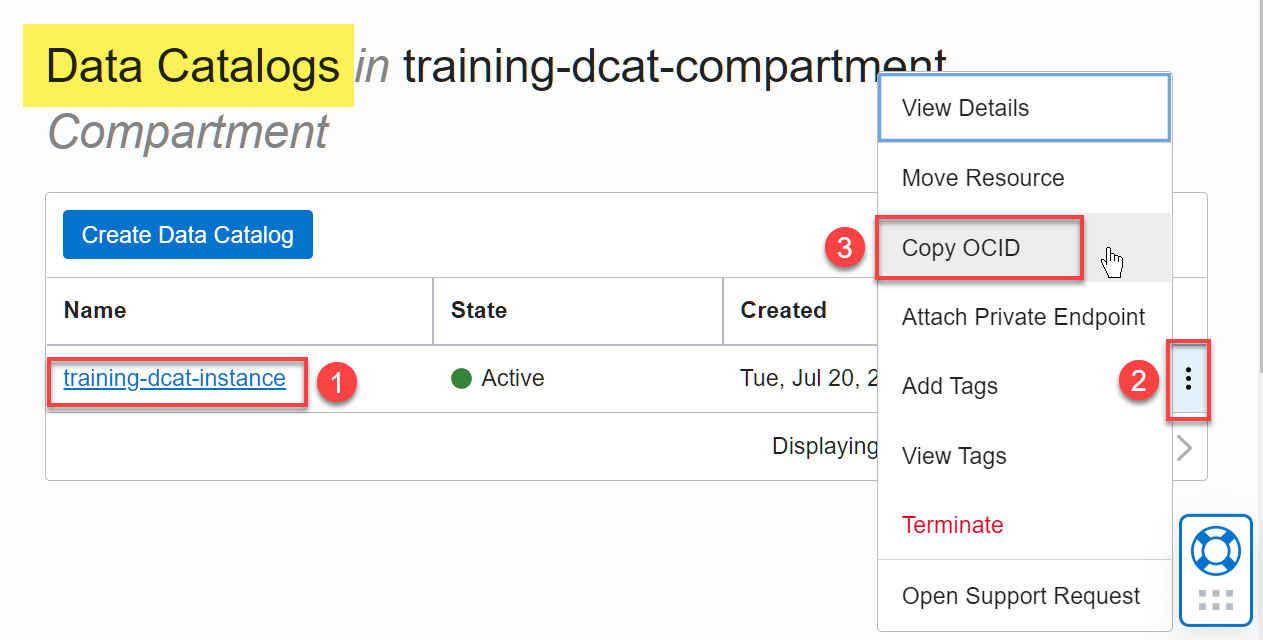 Data Catalogs in training-dcat-compartment
Compartment
View Details
Move Resource
Create Data Catalog
3
Copy OCID
Name
State
Created
Attach Private Endpoint
training-dcat-instance
1
Active
Tue, Jul 20, 2
2
Add Tags
Displaying
View Tags
Terminate
Open Support Request